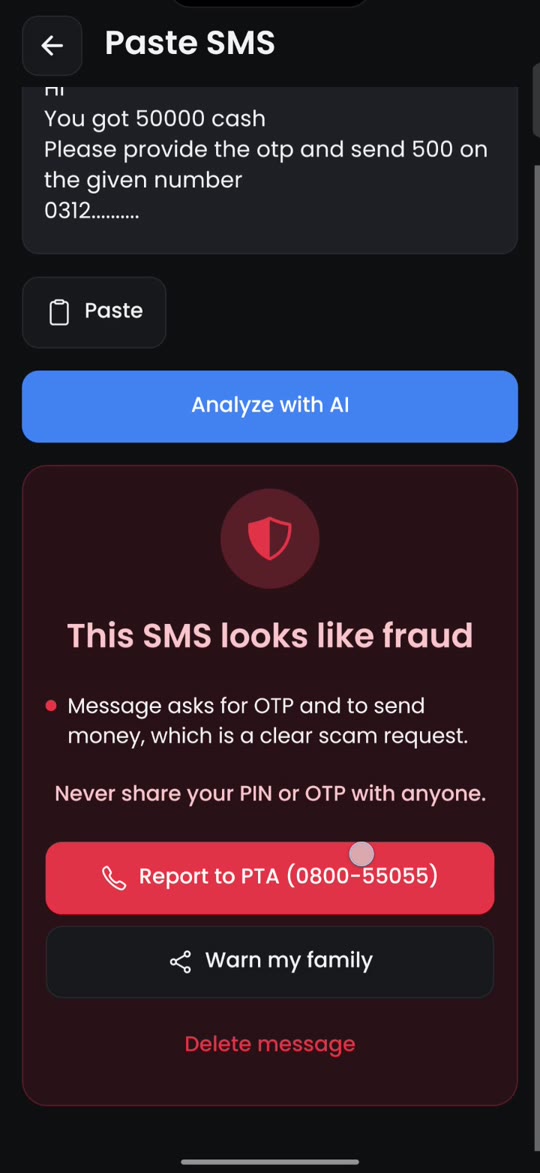 Paste SMS
Hi
You got 50000 cash
Please provide the otp and send 500 on
the given number
0312..........
Paste
Analyze with AI
This SMS looks like fraud
Message asks for OTP and to send
money, which is a clear scam request.
Never share your PIN or OTP with anyone.
Report to PTA (0800-55055)
Warn my family
Delete message